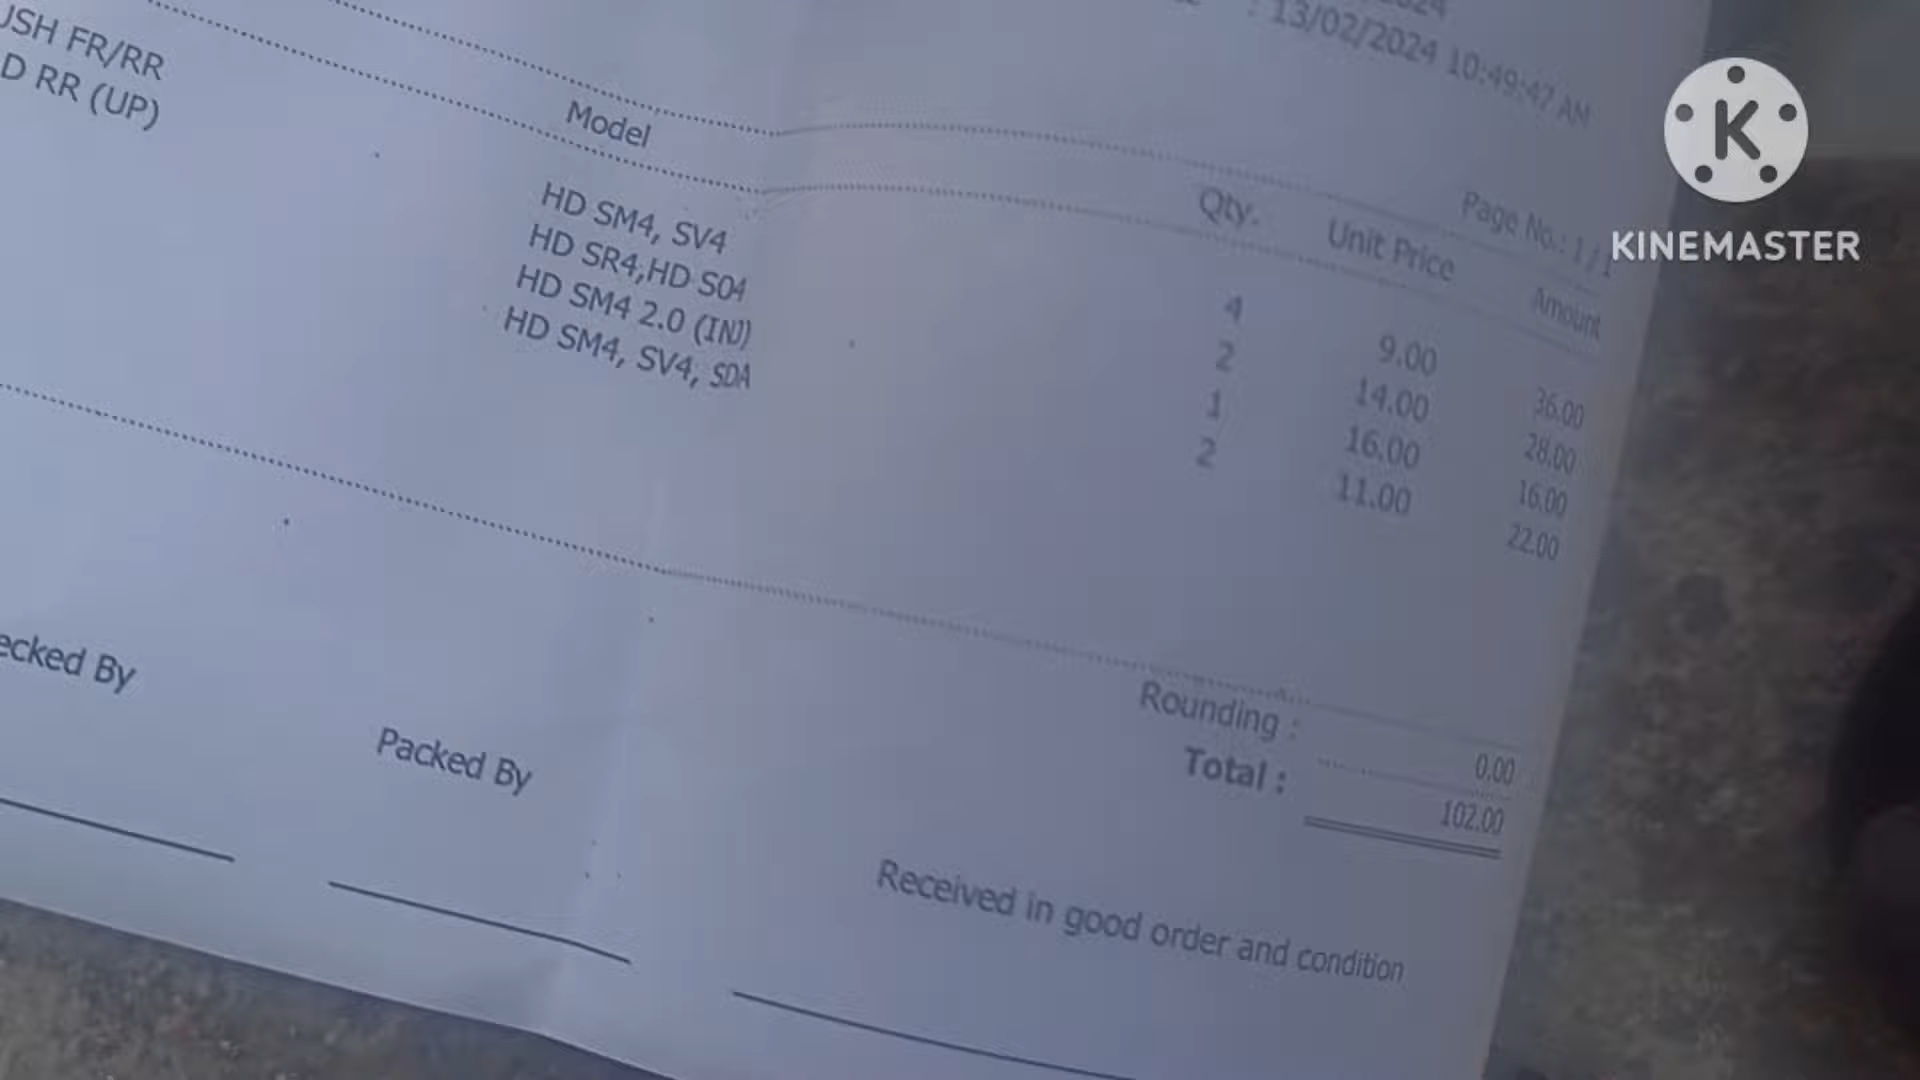 13/02/2024 10:49:47 AM
Page No.: 1 / 1
Model Qty. Unit Price Amount
USH FR/RR HD SM4, SV4 4 9.00 36.00
D RR (UP) HD SR4;HD S04 2 14.00 28.00
HD SM4 2.0 (INJ) 1 16.00 16.00
HD SM4, SV4, SDA 2 11.00 22.00
Rounding : 0.00
Total : 102.00
ecked By
Packed By
Received in good order and condition
K
KINEMASTER